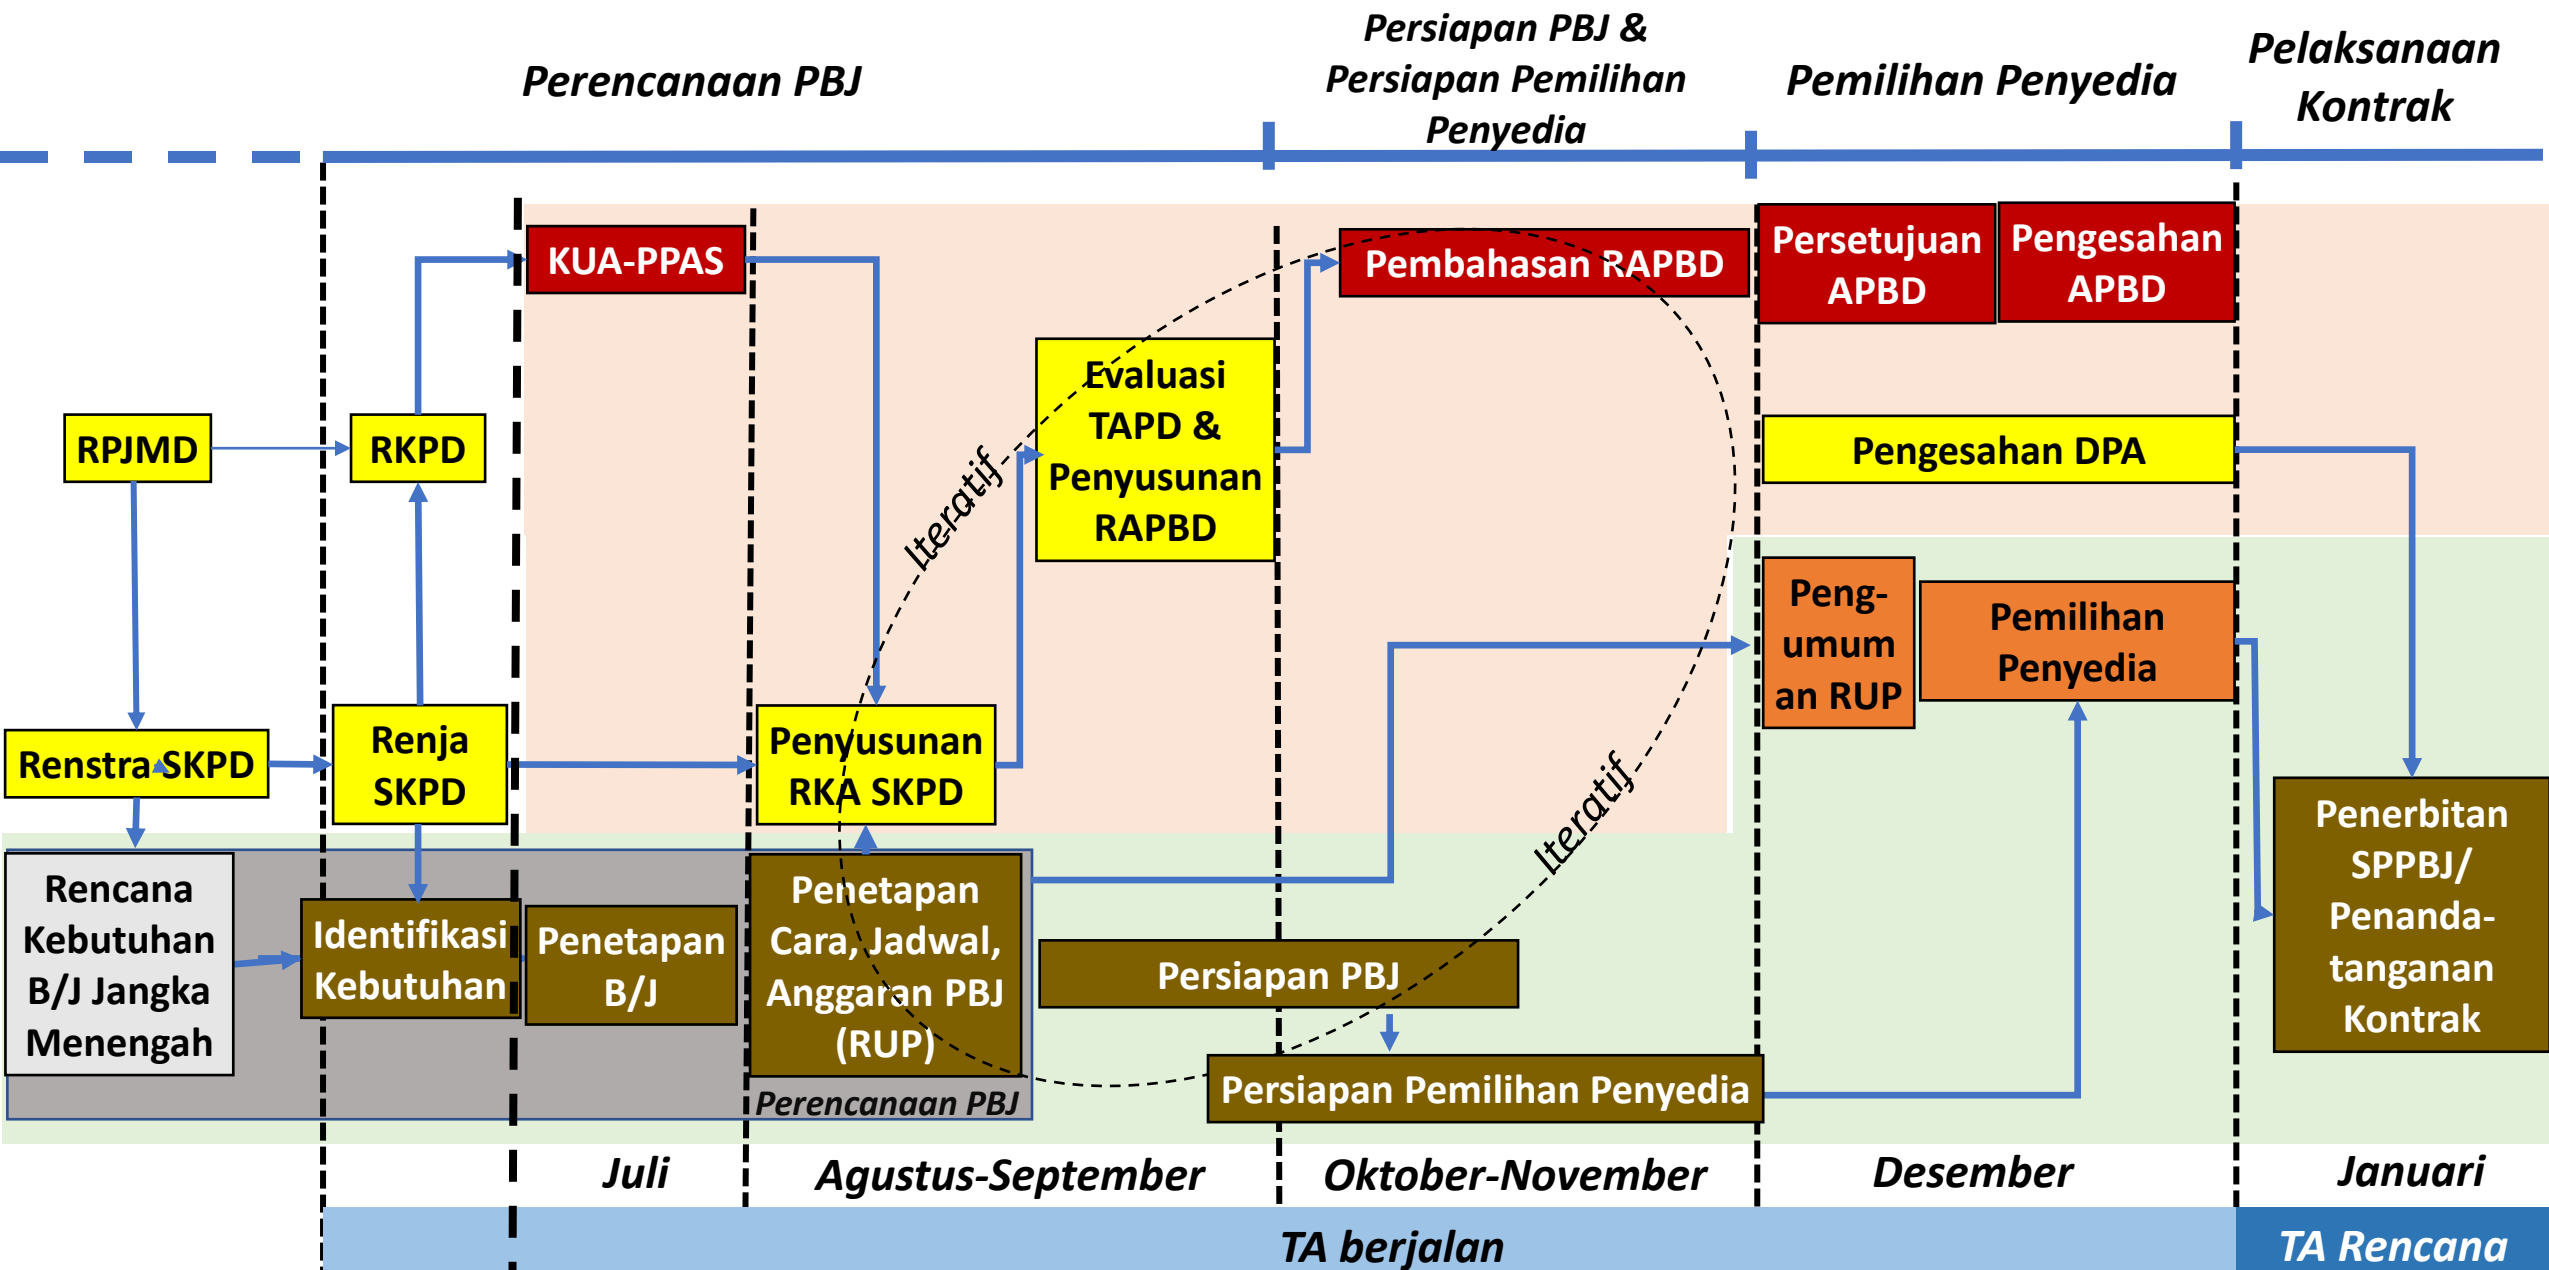 Perencanaan PBJ
Persiapan PBJ &
Persiapan Pemilihan
Penyedia
Pemilihan Penyedia
Pelaksanaan
Kontrak
KUA-PPAS
Pembahasan RAPBD
Persetujuan
APBD
Pengesahan
APBD
Evaluasi
TAPD &
Penyusunan
RAPBD
RPJMD
RKPD
Iteratif
Pengesahan DPA
Peng-
umum
an RUP
Pemilihan
Penyedia
Renstra SKPD
Renja
SKPD
Penyusunan
RKA SKPD
Iteratif
Penerbitan
SPPBJ/
Penanda-
tanganan
Kontrak
Rencana
Kebutuhan
B/J Jangka
Menengah
Identifikasi
Kebutuhan
Penetapan
B/J
Penetapan
Cara, Jadwal,
Anggaran PBJ
(RUP)
Persiapan PBJ
Persiapan Pemilihan Penyedia
Perencanaan PBJ
Juli
Agustus-September
Oktober-November
Desember
Januari
TA berjalan
TA Rencana